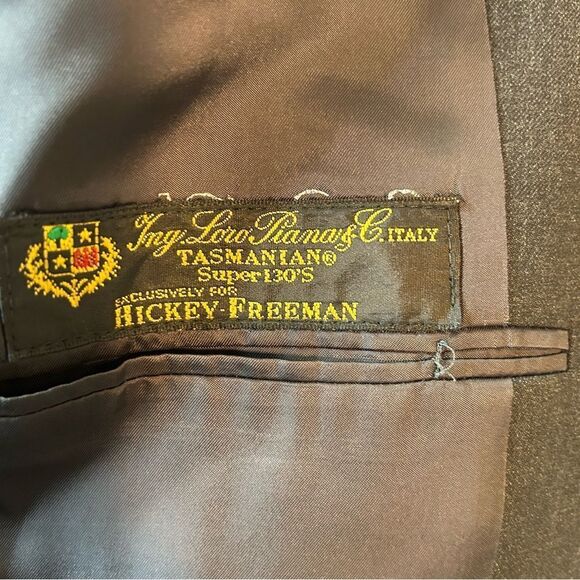 Ing. Loro Piana & C. ITALY
TASMANIAN®
Super 130'S
EXCLUSIVELY FOR
HICKEY-FREEMAN